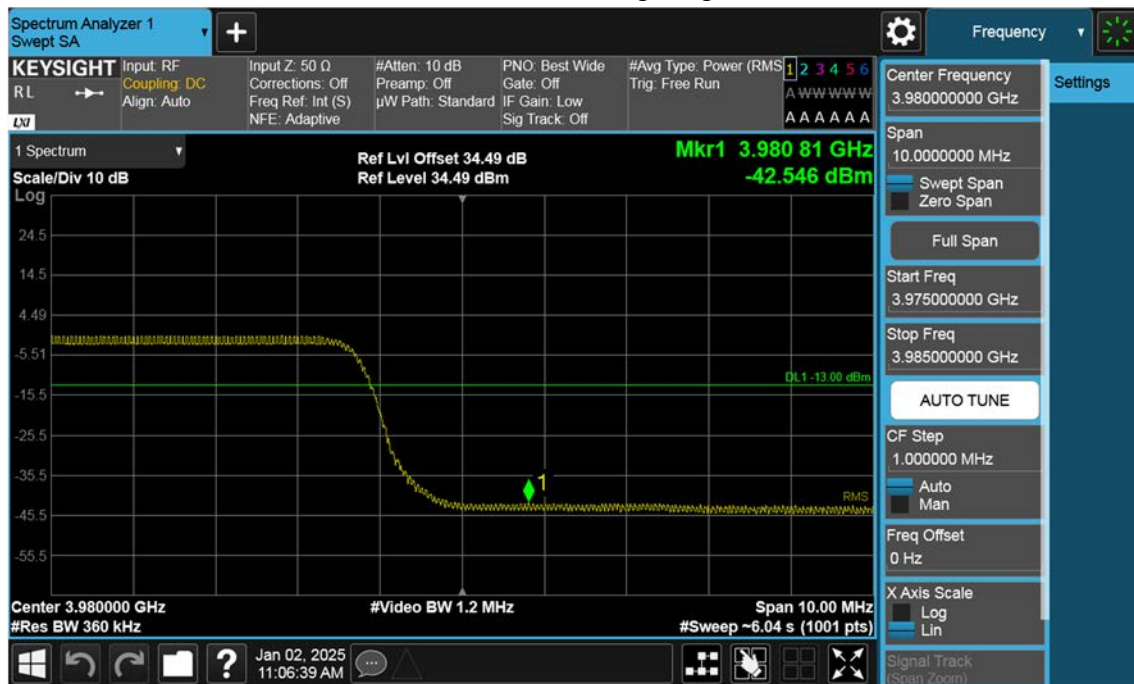 Spectrum Analyzer 1
Swept SA
Frequency
KEYSIGHT
RL
LXI
Input: RF
Coupling: DC
Align: Auto
Input Z: 50 Ω
Corrections: Off
Freq Ref: Int (S)
NFE: Adaptive
#Atten: 10 dB
Preamp: Off
µW Path: Standard
PNO: Best Wide
Gate: Off
IF Gain: Low
Sig Track: Off
#Avg Type: Power (RMS
Trig: Free Run
1 2 3 4 5 6
A W W W W W
A A A A A A
1 Spectrum
Scale/Div 10 dB
Log
Ref Lvl Offset 34.49 dB
Ref Level 34.49 dBm
Mkr1 3.980 81 GHz
-42.546 dBm
24.5
14.5
4.49
-5.51
-15.5
-25.5
-35.5
-45.5
-55.5
DL1 -13.00 dBm
1
RMS
Center 3.980000 GHz
#Video BW 1.2 MHz
Span 10.00 MHz
#Res BW 360 kHz
#Sweep ~6.04 s (1001 pts)
Center Frequency
3.980000000 GHz
Settings
Span
10.0000000 MHz
Swept Span
Zero Span
Full Span
Start Freq
3.975000000 GHz
Stop Freq
3.985000000 GHz
AUTO TUNE
CF Step
1.000000 MHz
Auto
Man
Freq Offset
0 Hz
X Axis Scale
Log
Lin
Signal Track
(Span Zoom)
?
Jan 02, 2025
11:06:39 AM